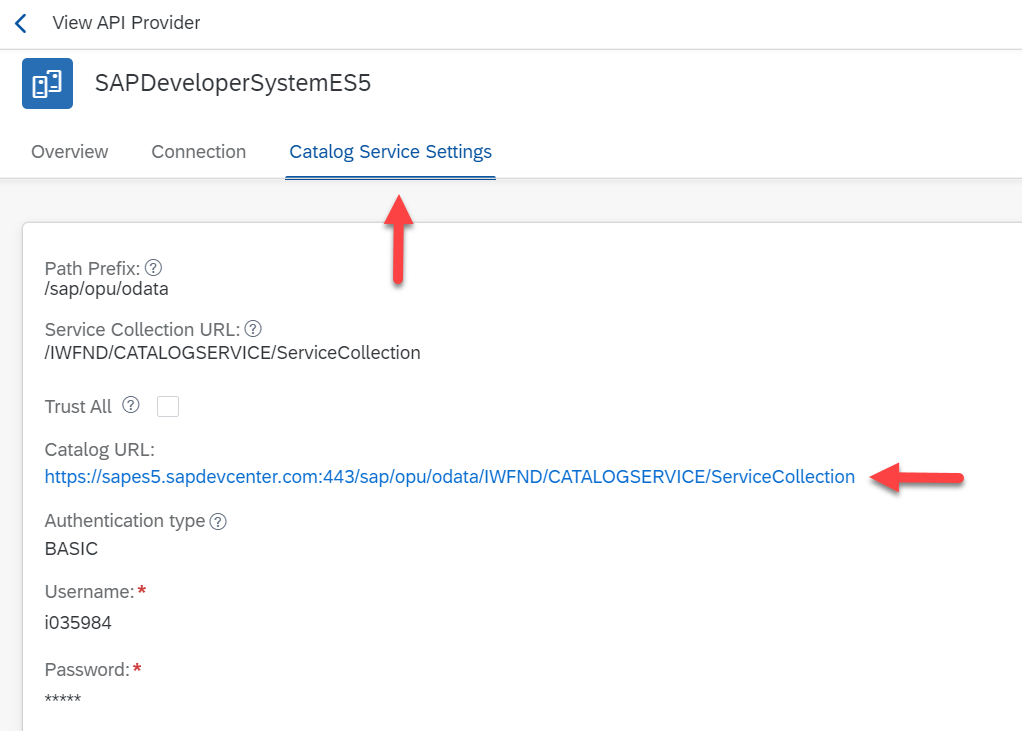 View API Provider
SAPDeveloperSystemES5
Overview Connection Catalog Service Settings
Path Prefix: ?
/sap/opu/odata
Service Collection URL: ?
/IWFND/CATALOGSERVICE/ServiceCollection
Trust All ?
Catalog URL:
https://sapes5.sapdevcenter.com:443/sap/opu/odata/IWFND/CATALOGSERVICE/ServiceCollection
Authentication type ?
BASIC
Username: *
i035984
Password: *
*****